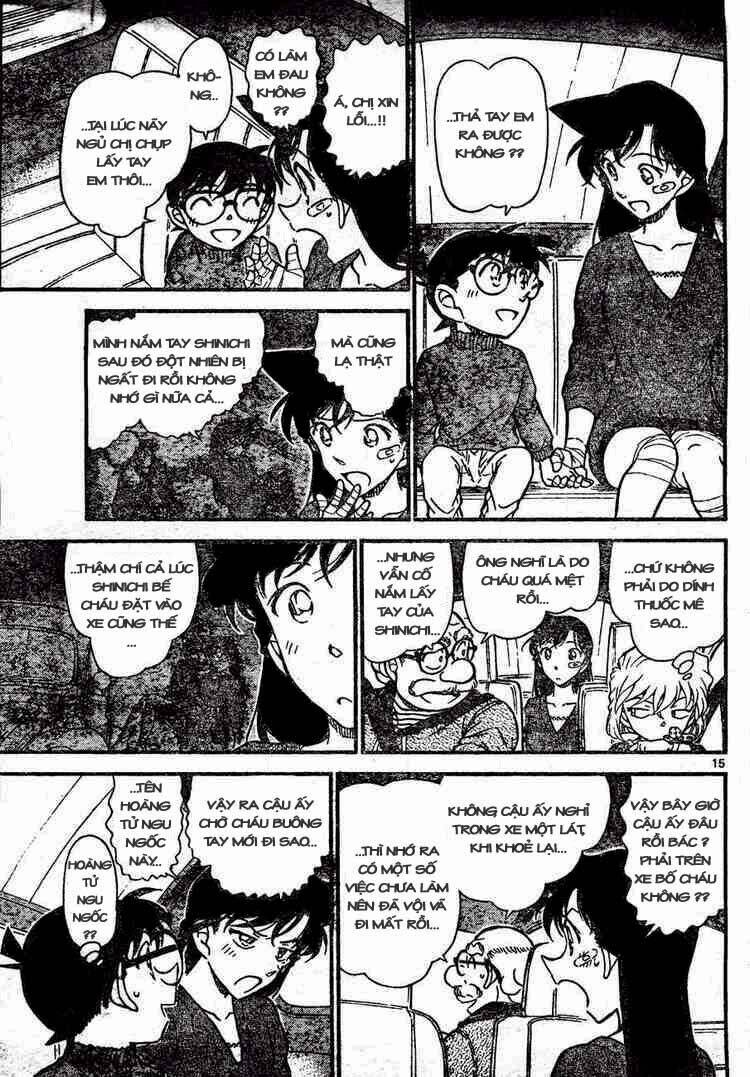 ...THẢ TAY EM
RA ĐƯỢC
KHÔNG ??
Á, CHỊ XIN
LỖI...!!
CÓ LÀM
EM ĐAU
KHÔNG
??
KHÔ-
NG..
...TẠI LÚC NÃY
NGỦ CHỊ CHỤP
LẤY TAY
EM THÔI...
MÀ CŨNG
LẠ THẬT
MÌNH NẮM TAY SHINICHI
SAU ĐÓ ĐỘT NHIÊN BỊ
NGẤT ĐI RỒI KHÔNG
NHỚ GÌ NỮA CẢ...
...CHỨ KHÔNG
PHẢI DO DÍNH
THUỐC MÊ
SAO...
ÔNG NGHĨ LÀ DO
CHÁU QUÁ MỆT
RỒI...
...NHƯNG
VẪN CỐ
NẮM LẤY
TAY CỦA
SHINICHI...
...THẬM CHÍ CẢ LÚC
SHINICHI BẾ
CHÁU ĐẶT VÀO
XE CŨNG THẾ
...
15
VẬY BÂY GIỜ
CẬU ẤY ĐÂU
RỒI BÁC ?
PHẢI TRÊN
XE BỐ CHÁU
KHÔNG ?
KHÔNG, CẬU ẤY NGHỈ
TRONG XE MỘT LÁT,
KHI KHOẺ LẠI...
...THÌ NHỚ RA
CÓ MỘT SỐ
VIỆC CHƯA LÀM
NÊN ĐÃ VỘI VÃ
ĐI MẤT RỒI...
VẬY RA CẬU ẤY
CHỜ CHÁU BUÔNG
TAY MỚI ĐI SAO...
...TÊN
HOÀNG
TỬ NGU
NGỐC
NÀY..
HOÀNG
TỬ
NGU
NGỐC
??